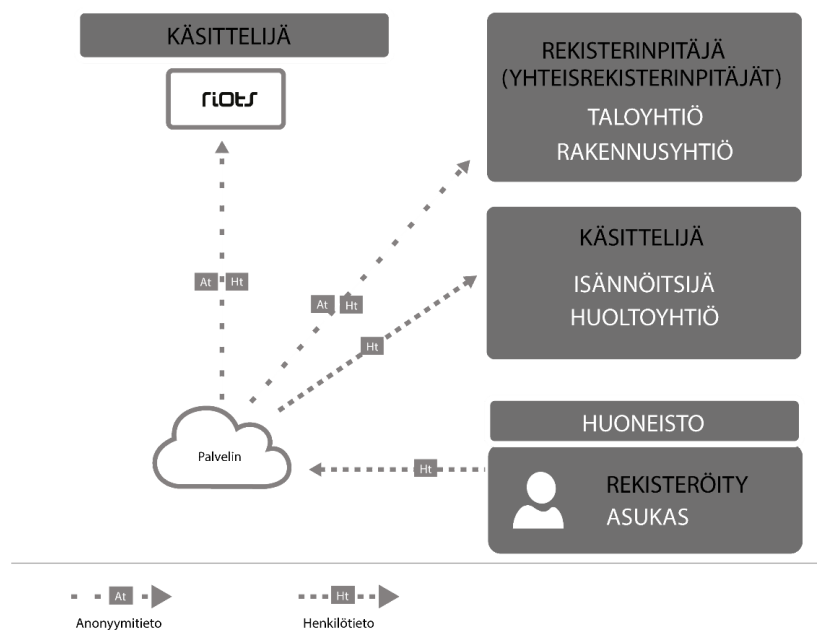 KÄSITTELIJÄ
riots
REKISTERINPITÄJÄ
(YHTEISREKISTERINPITÄJÄT)
TALOYHTIÖ
RAKENNUSYHTIÖ
KÄSITTELIJÄ
ISÄNNÖITSIJÄ
HUOLTOYHTIÖ
At Ht
At Ht
Ht
Palvelin
Ht
HUONEISTO
REKISTERÖITY
ASUKAS
At
Ht
Anonyymitieto
Henkilötieto